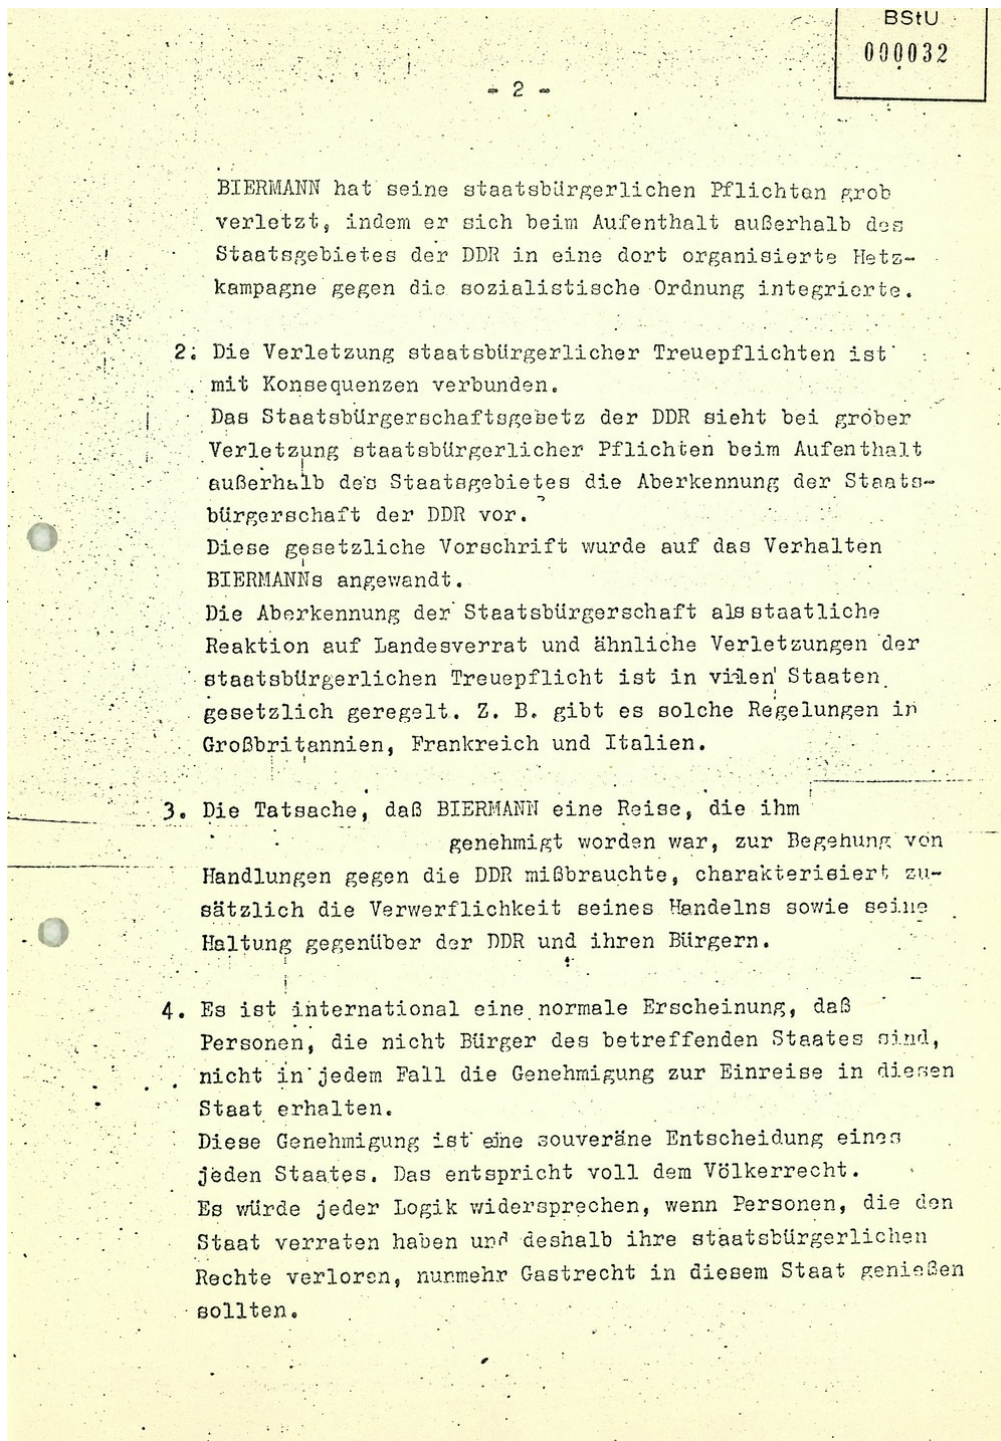 BStU
000032
- 2 -
BIERMANN hat seine staatsbürgerlichen Pflichten grob
verletzt, indem er sich beim Aufenthalt außerhalb des
Staatsgebietes der DDR in eine dort organisierte Hetz-
kampagne gegen die sozialistische Ordnung integrierte.
2. Die Verletzung staatsbürgerlicher Treuepflichten ist
mit Konsequenzen verbunden.
Das Staatsbürgerschaftsgesetz der DDR sieht bei grober
Verletzung staatsbürgerlicher Pflichten beim Aufenthalt
außerhalb des Staatsgebietes die Aberkennung der Staats-
bürgerschaft der DDR vor.
Diese gesetzliche Vorschrift wurde auf das Verhalten
BIERMANNs angewandt.
Die Aberkennung der Staatsbürgerschaft als staatliche
Reaktion auf Landesverrat und ähnliche Verletzungen der
staatsbürgerlichen Treuepflicht ist in vielen Staaten
gesetzlich geregelt. Z. B. gibt es solche Regelungen in
Großbritannien, Frankreich und Italien.
3. Die Tatsache, daß BIERMANN eine Reise, die ihm
genehmigt worden war, zur Begehung von
Handlungen gegen die DDR mißbrauchte, charakterisiert zu-
sätzlich die Verwerflichkeit seines Handelns sowie seine
Haltung gegenüber der DDR und ihren Bürgern.
4. Es ist international eine normale Erscheinung, daß
Personen, die nicht Bürger des betreffenden Staates sind,
nicht in jedem Fall die Genehmigung zur Einreise in diesen
Staat erhalten.
Diese Genehmigung ist eine souveräne Entscheidung eines
jeden Staates. Das entspricht voll dem Völkerrecht.
Es würde jeder Logik widersprechen, wenn Personen, die den
Staat verraten haben und deshalb ihre staatsbürgerlichen
Rechte verloren, nunmehr Gastrecht in diesem Staat genießen
sollten.